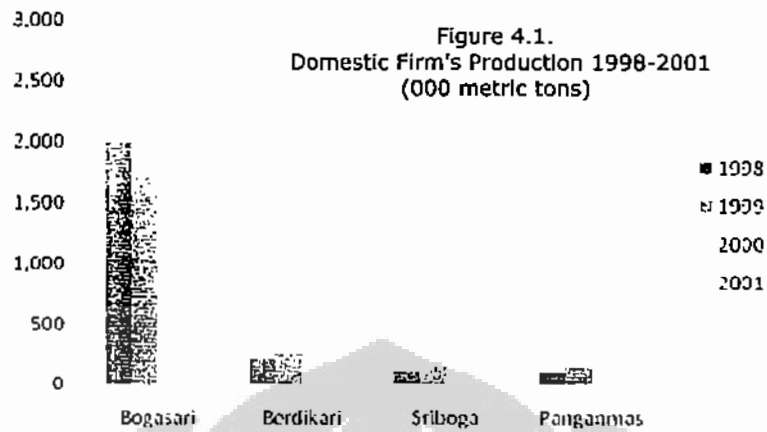 Figure 4.1.
Domestic Firm's Production 1998-2001
(000 metric tons)
3,000
2,500
2,000
1,500
1,000
500
0
1998
1999
2000
2001
Bogasari Berdikari Sriboga Panganmas